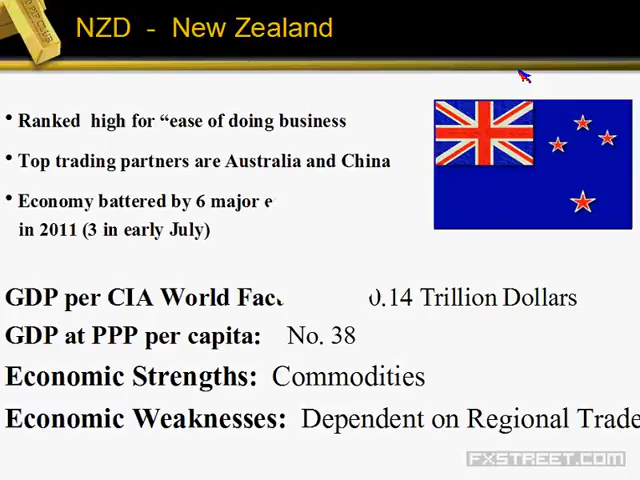 NZD - New Zealand
• Ranked high for “ease of doing business
• Top trading partners are Australia and China
• Economy battered by 6 major e
in 2011 (3 in early July)
GDP per CIA World Fact 0.14 Trillion Dollars
GDP at PPP per capita: No. 38
Economic Strengths: Commodities
Economic Weaknesses: Dependent on Regional Trade
FXSTREET.COM